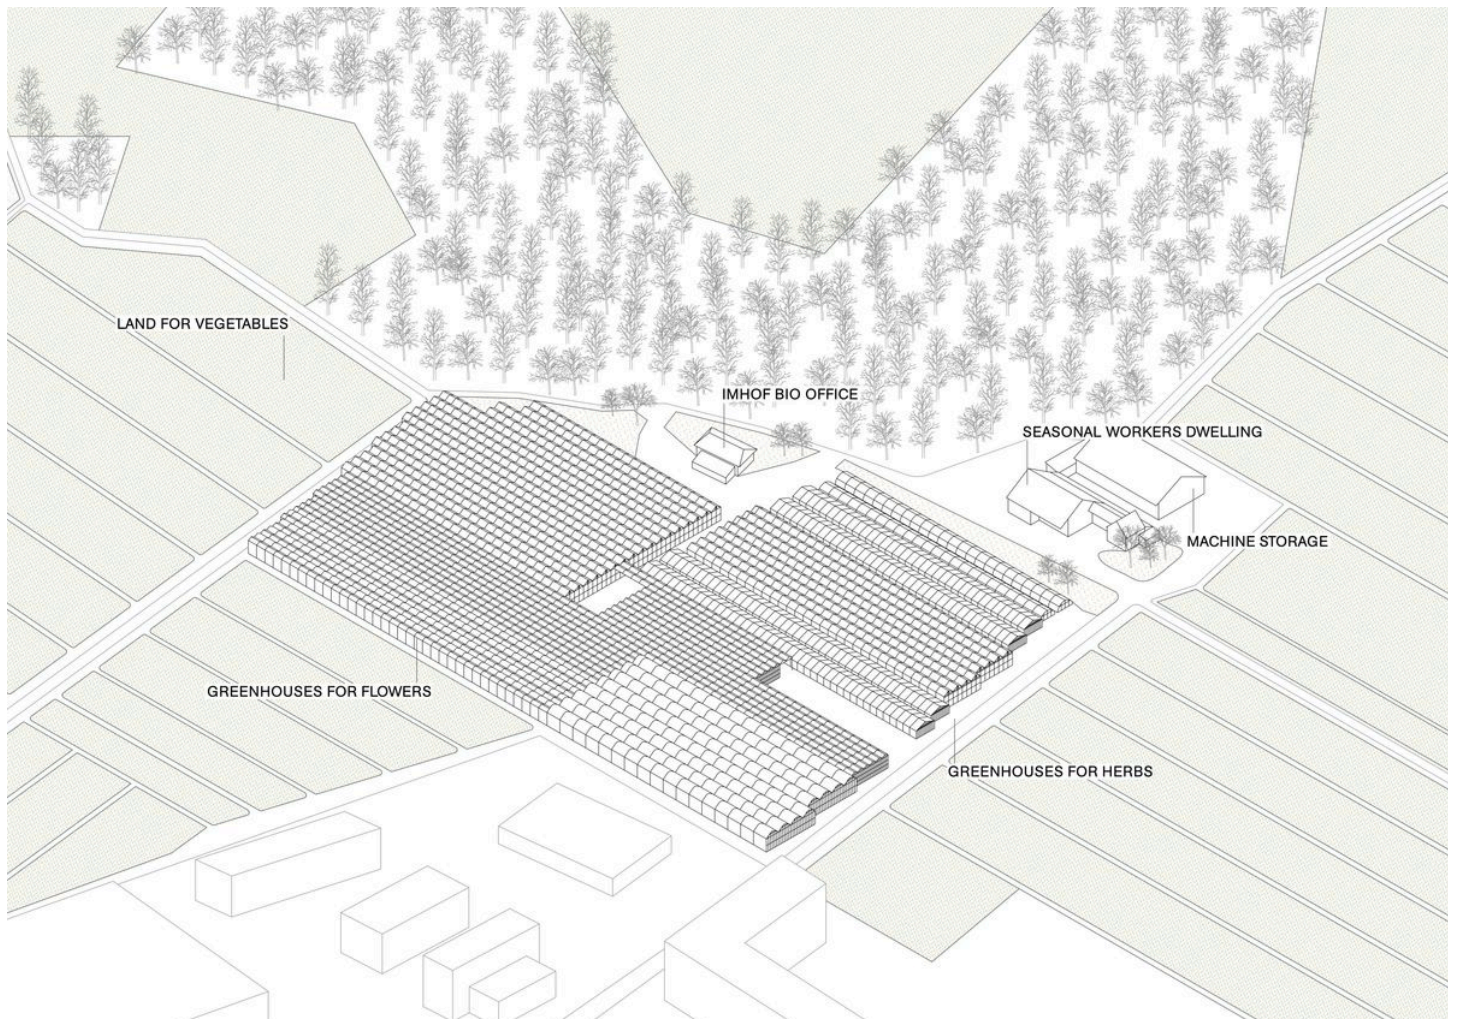 LAND FOR VEGETABLES
IMHOF BIO OFFICE
SEASONAL WORKERS DWELLING
MACHINE STORAGE
GREENHOUSES FOR FLOWERS
GREENHOUSES FOR HERBS